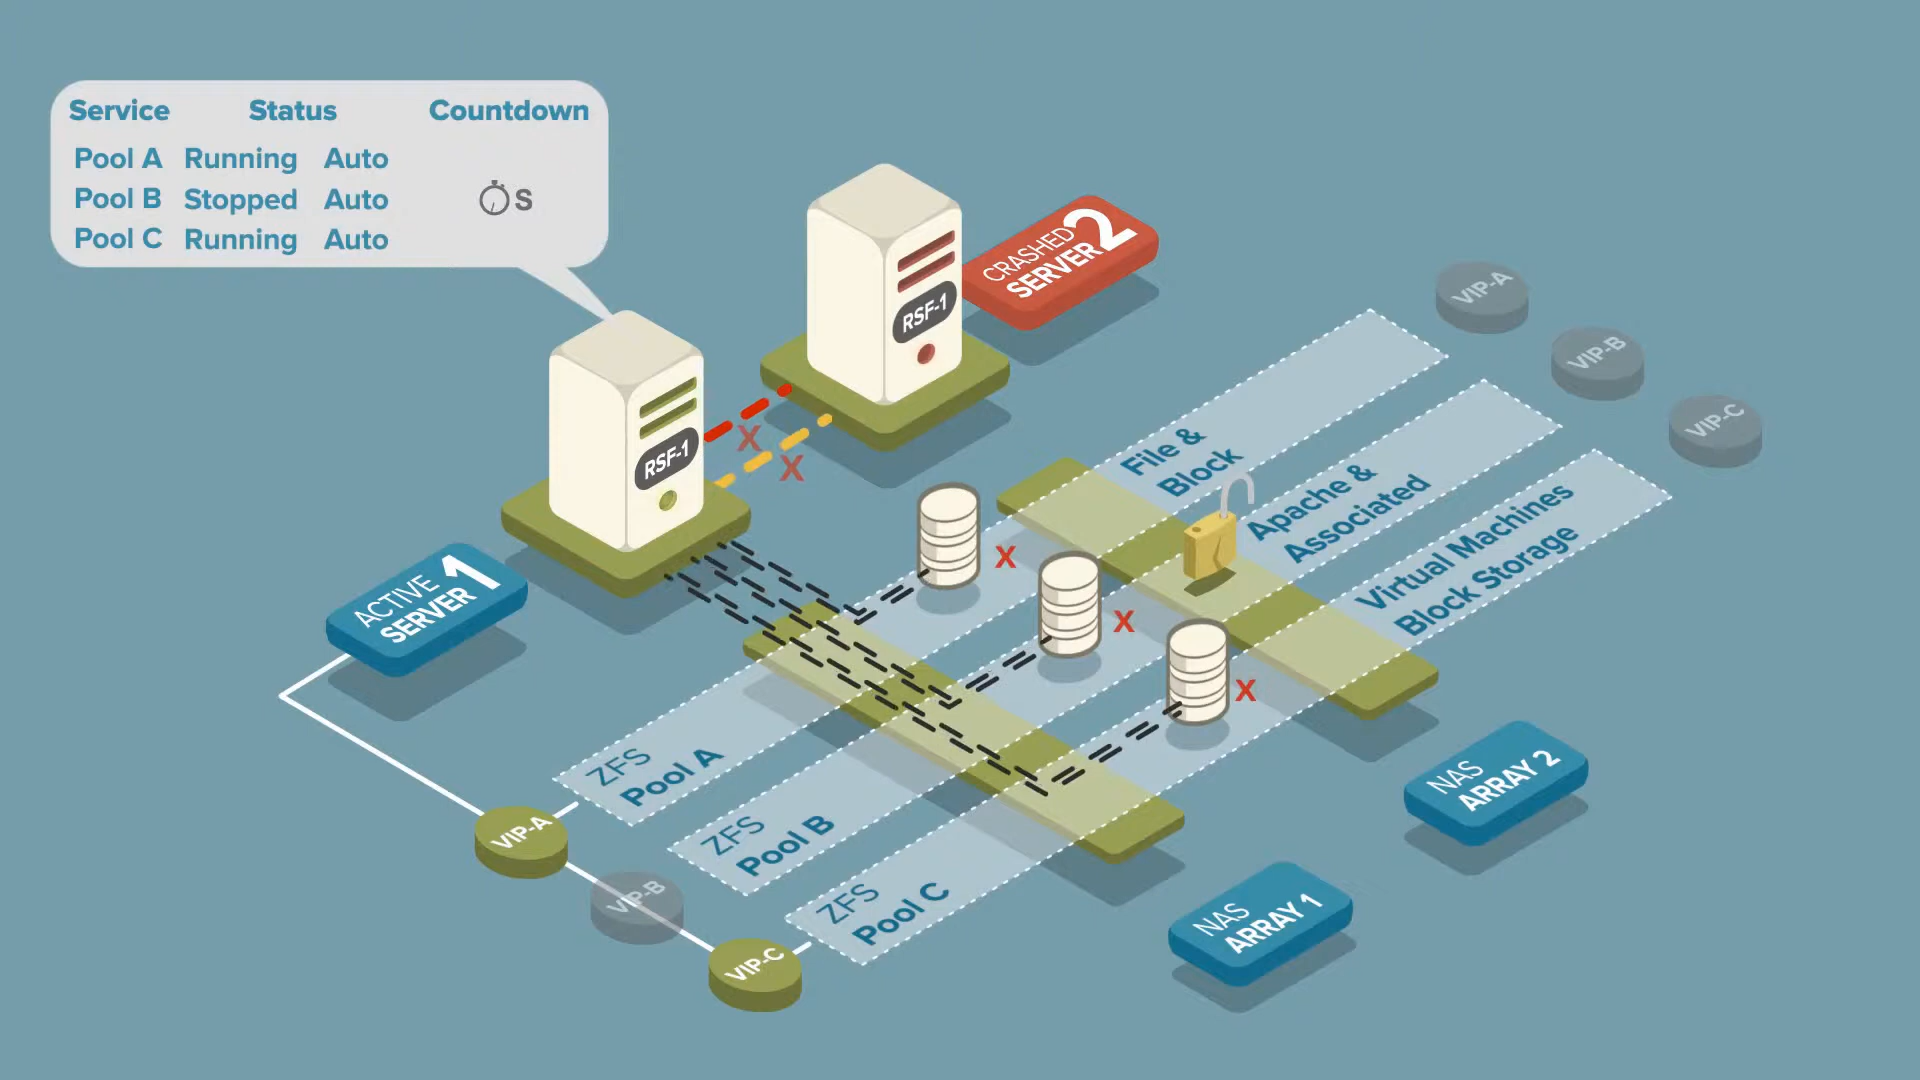 Service Status Countdown
Pool A Running Auto
Pool B Stopped Auto S
Pool C Running Auto
CRASHED
SERVER 2
RSF-1
RSF-1
X
X
ACTIVE
SERVER 1
VIP-A
VIP-B
VIP-C
File &
Block
Apache &
Associated
Virtual Machines
Block Storage
X
X
X
ZFS
Pool A
ZFS
Pool B
ZFS
Pool C
VIP-A
VIP-B
VIP-C
NAS
ARRAY 2
NAS
ARRAY 1